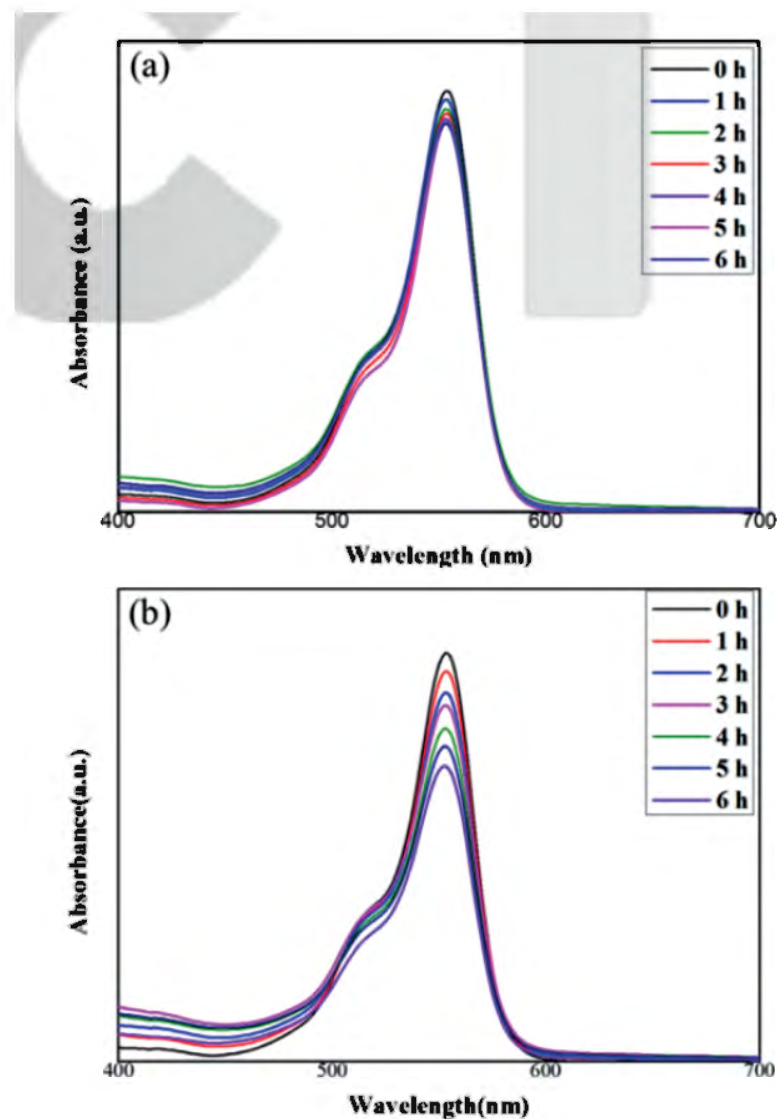 (a)
0 h
1 h
2 h
3 h
4 h
5 h
6 h
Absorbance (a.u.)
400 500 600 700
Wavelength (nm)
(b)
0 h
1 h
2 h
3 h
4 h
5 h
6 h
Absorbance(a.u.)
400 500 600 700
Wavelength(nm)